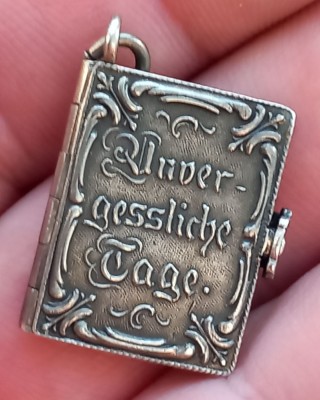 Unver-
gessliche
Tage.